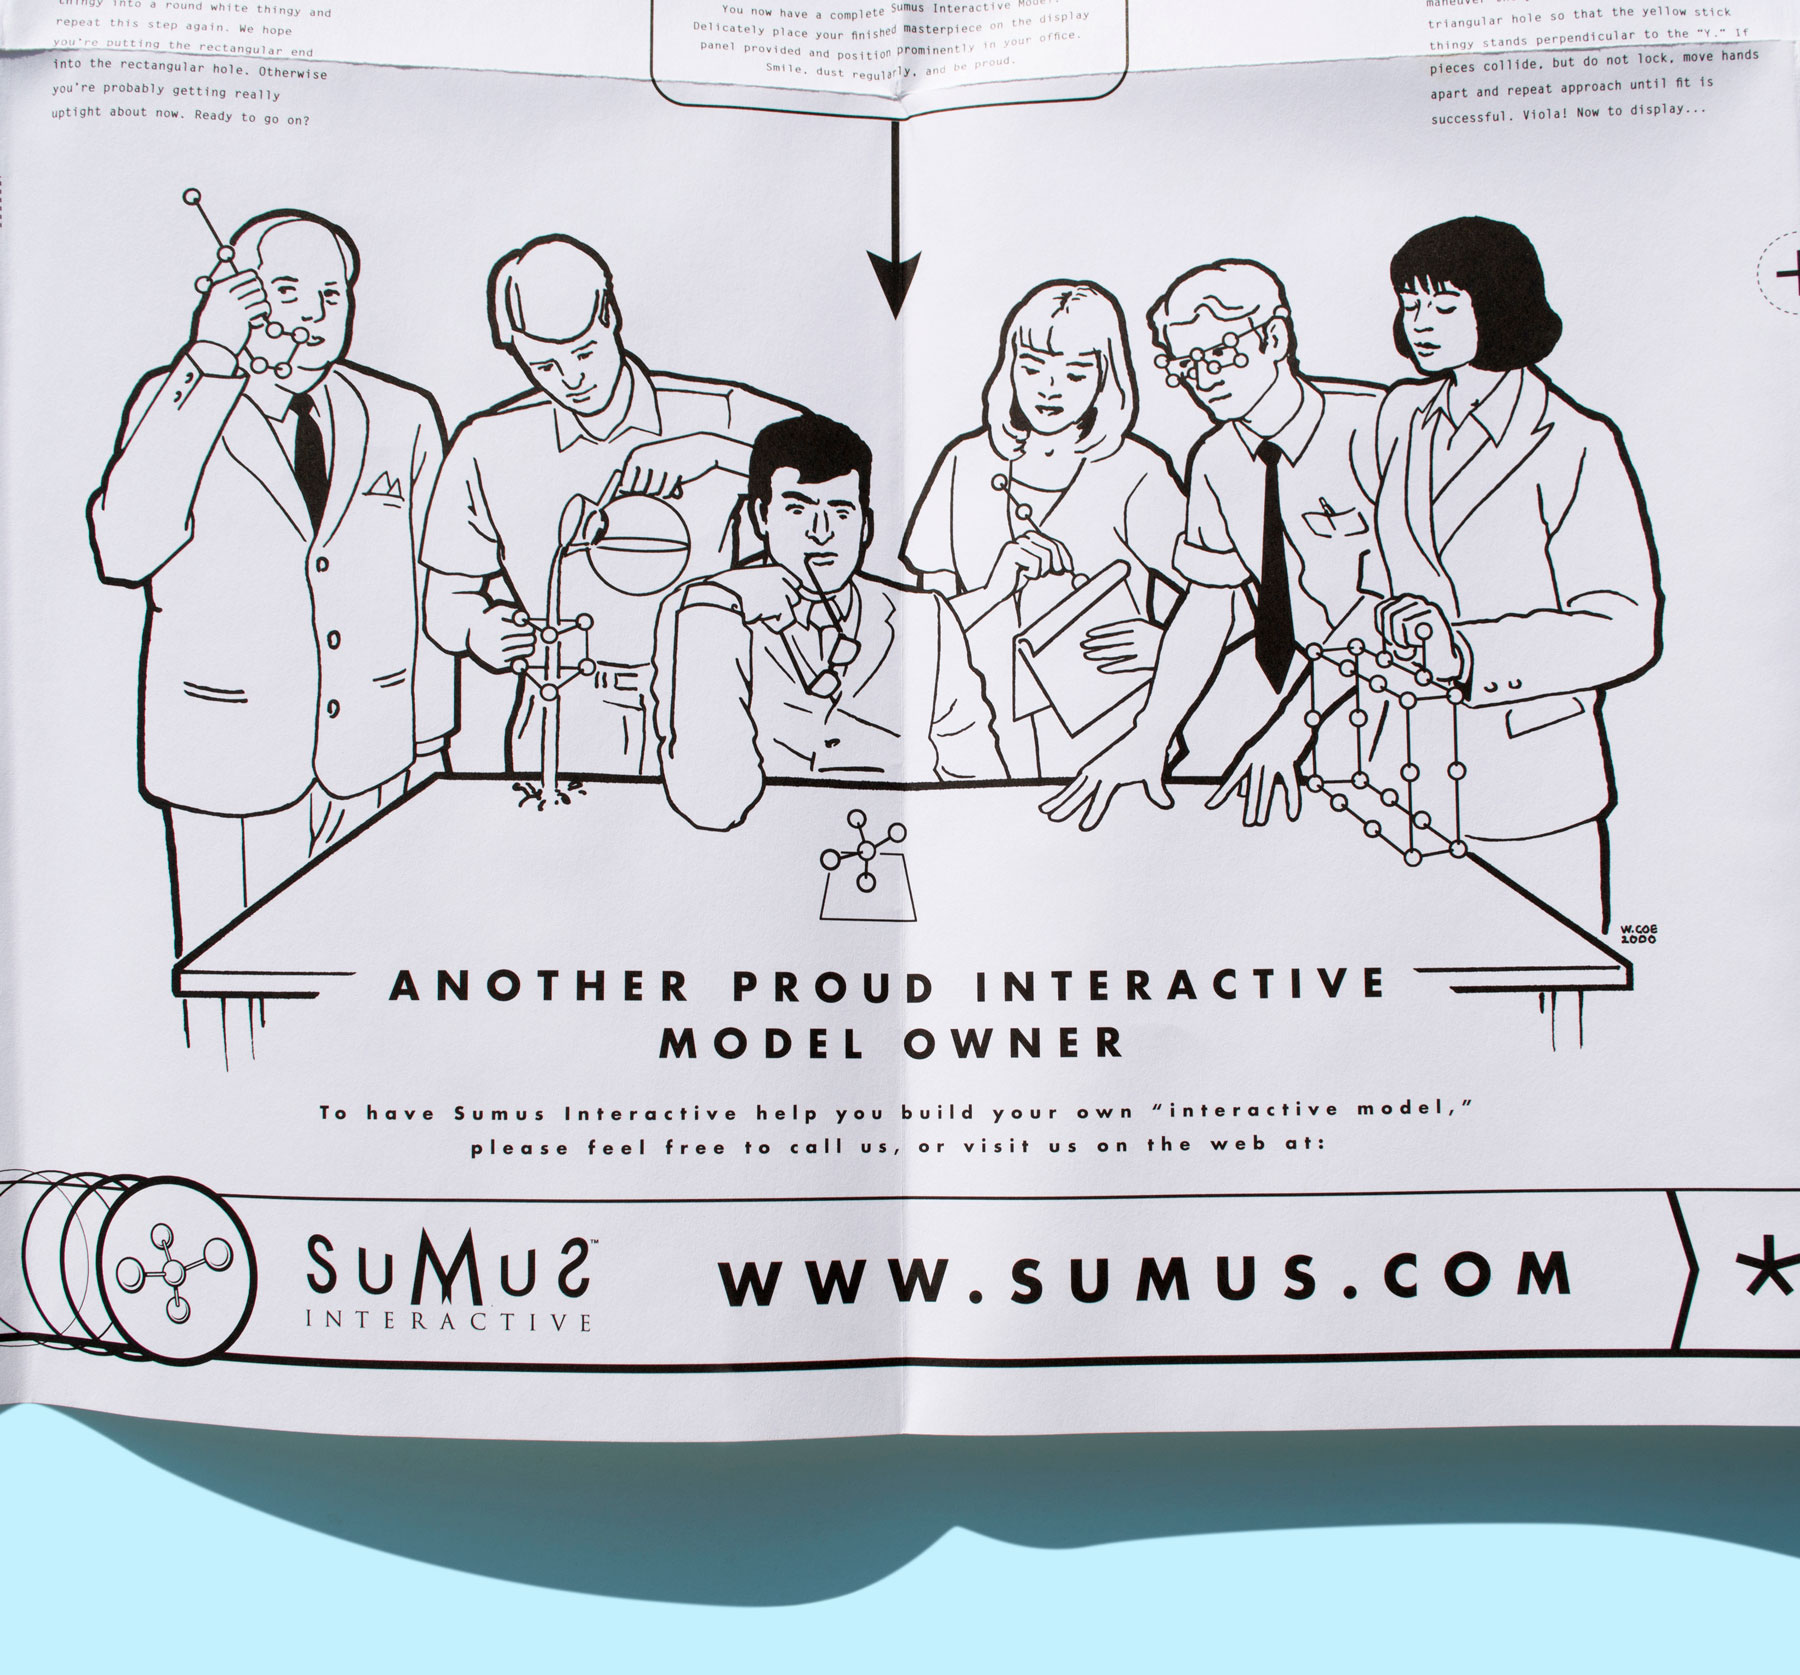 thingy into a round white thingy and
repeat this step again. We hope
you're putting the rectangular end
into the rectangular hole. Otherwise
you're probably getting really
uptight about now. Ready to go on?
You now have a complete Sumus Interactive Model.
Delicately place your finished masterpiece on the display
panel provided and position prominently in your office.
Smile, dust regularly, and be proud.
triangular hole so that the yellow stick
thingy stands perpendicular to the "Y." If
pieces collide, but do not lock, move hands
apart and repeat approach until fit is
successful. Viola! Now to display...
W. COE
2000
ANOTHER PROUD INTERACTIVE
MODEL OWNER
To have Sumus Interactive help you build your own “interactive model,”
please feel free to call us, or visit us on the web at:
SUMUS™
INTERACTIVE
WWW.SUMUS.COM
*